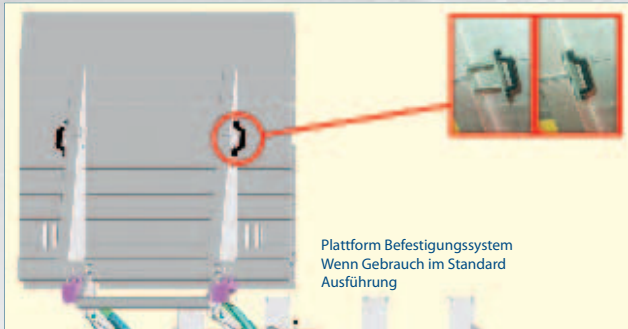 Plattform Befestigungssystem
Wenn Gebrauch im Standard
Ausführung